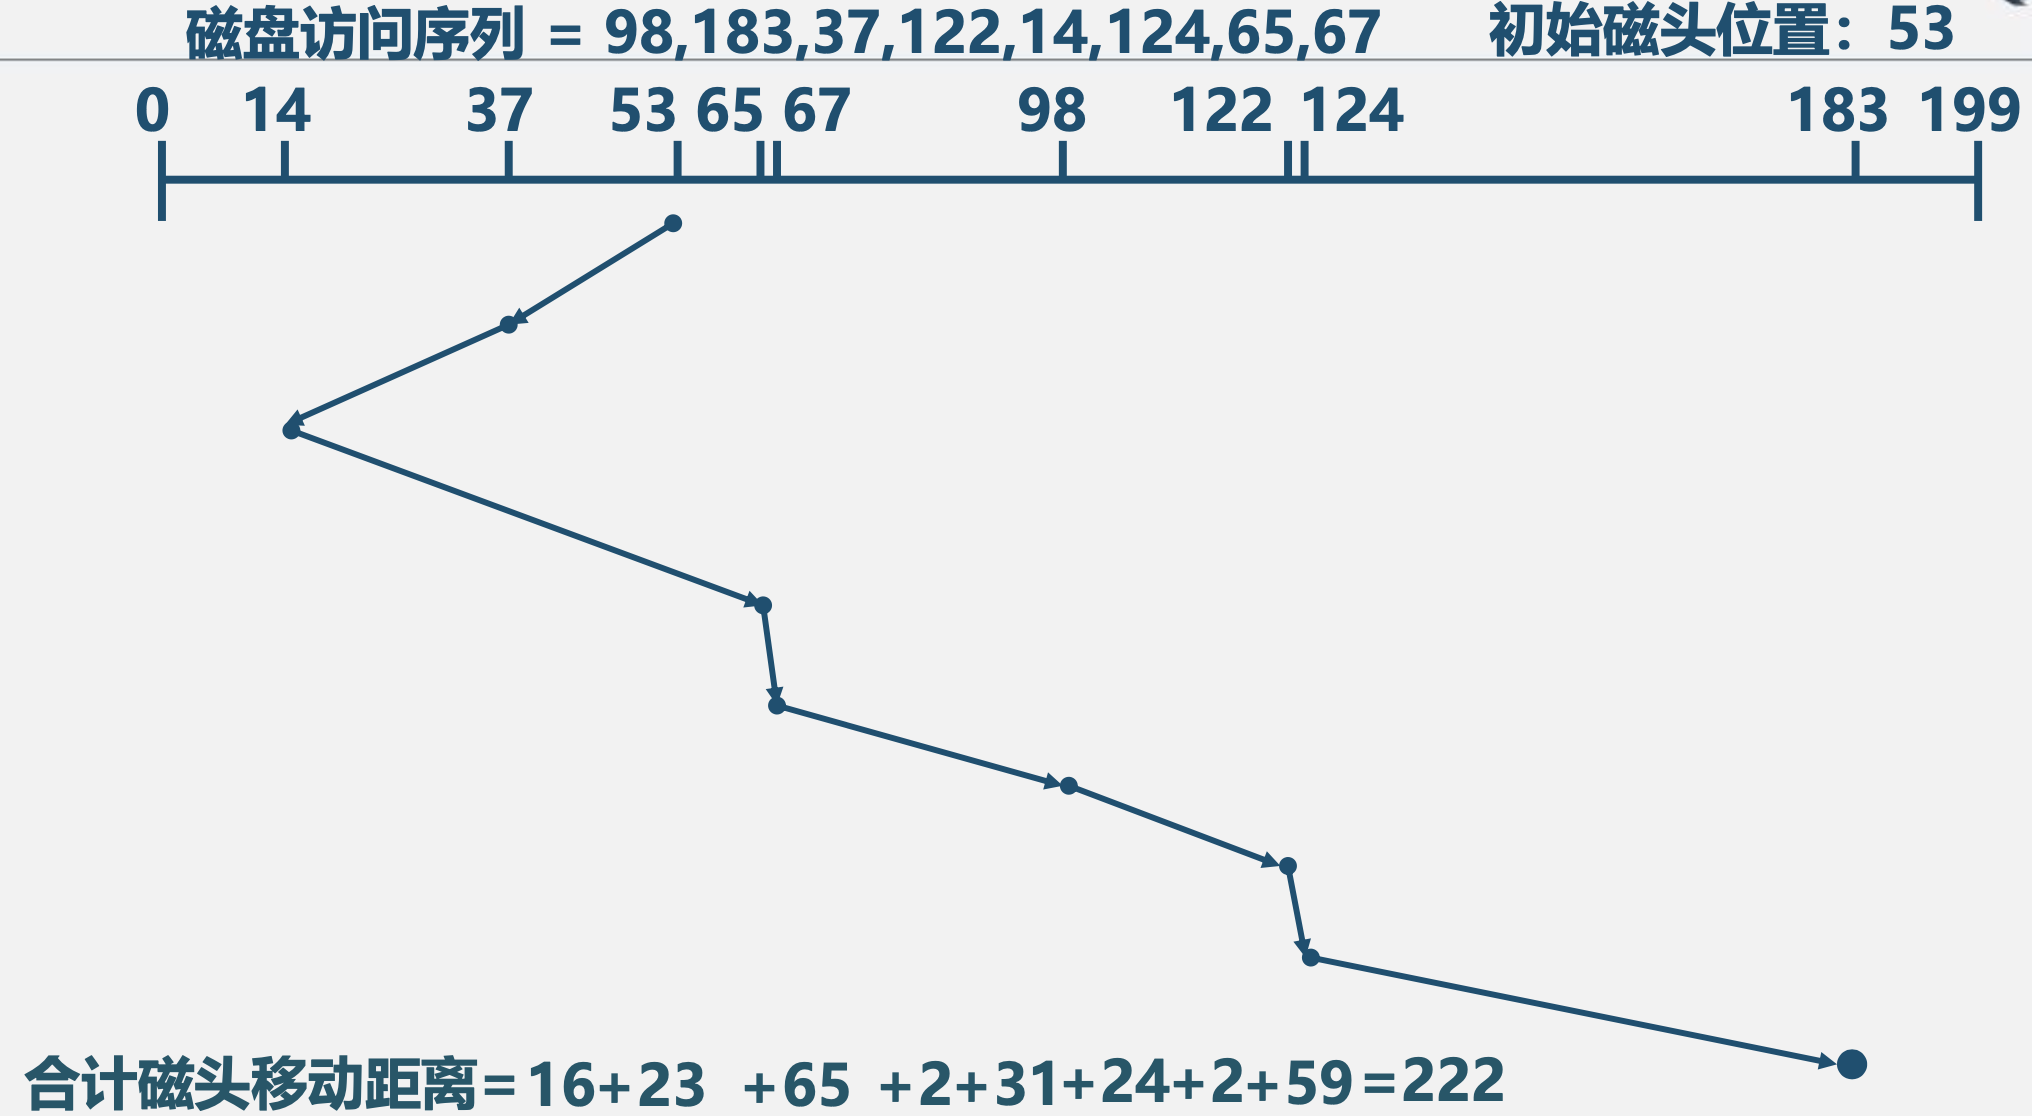 磁盘访问序列 = 98,183,37,122,14,124,65,67 初始磁头位置：53
0 14 37 53 65 67 98 122 124 183 199
合计磁头移动距离=16+23 +65 +2+31+24+2+59=222